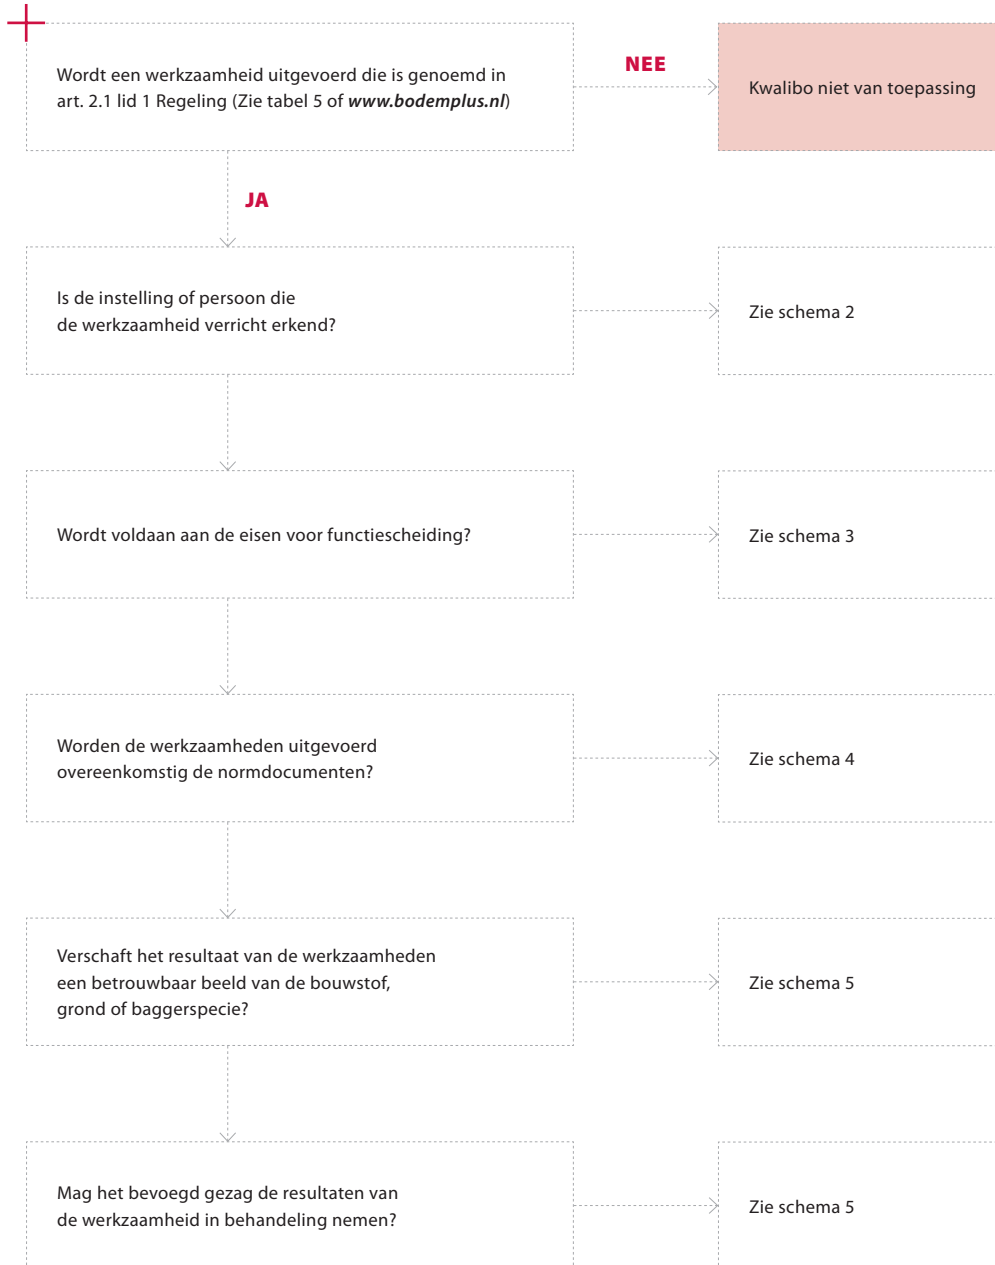 Wordt een werkzaamheid uitgevoerd die is genoemd in
art. 2.1 lid 1 Regeling (Zie tabel 5 of www.bodemplus.nl)
NEE
Kwalibo niet van toepassing
JA
Is de instelling of persoon die
de werkzaamheid verricht erkend?
Zie schema 2
Wordt voldaan aan de eisen voor functiescheiding?
Zie schema 3
Worden de werkzaamheden uitgevoerd
overeenkomstig de normdocumenten?
Zie schema 4
Verschaft het resultaat van de werkzaamheden
een betrouwbaar beeld van de bouwstof,
grond of baggerspecie?
Zie schema 5
Mag het bevoegd gezag de resultaten van
de werkzaamheid in behandeling nemen?
Zie schema 5